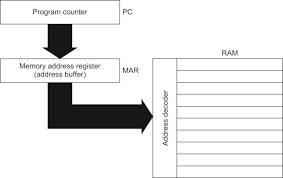 Program counter
PC
Memory address register
(address buffer)
MAR
RAM
Address decoder